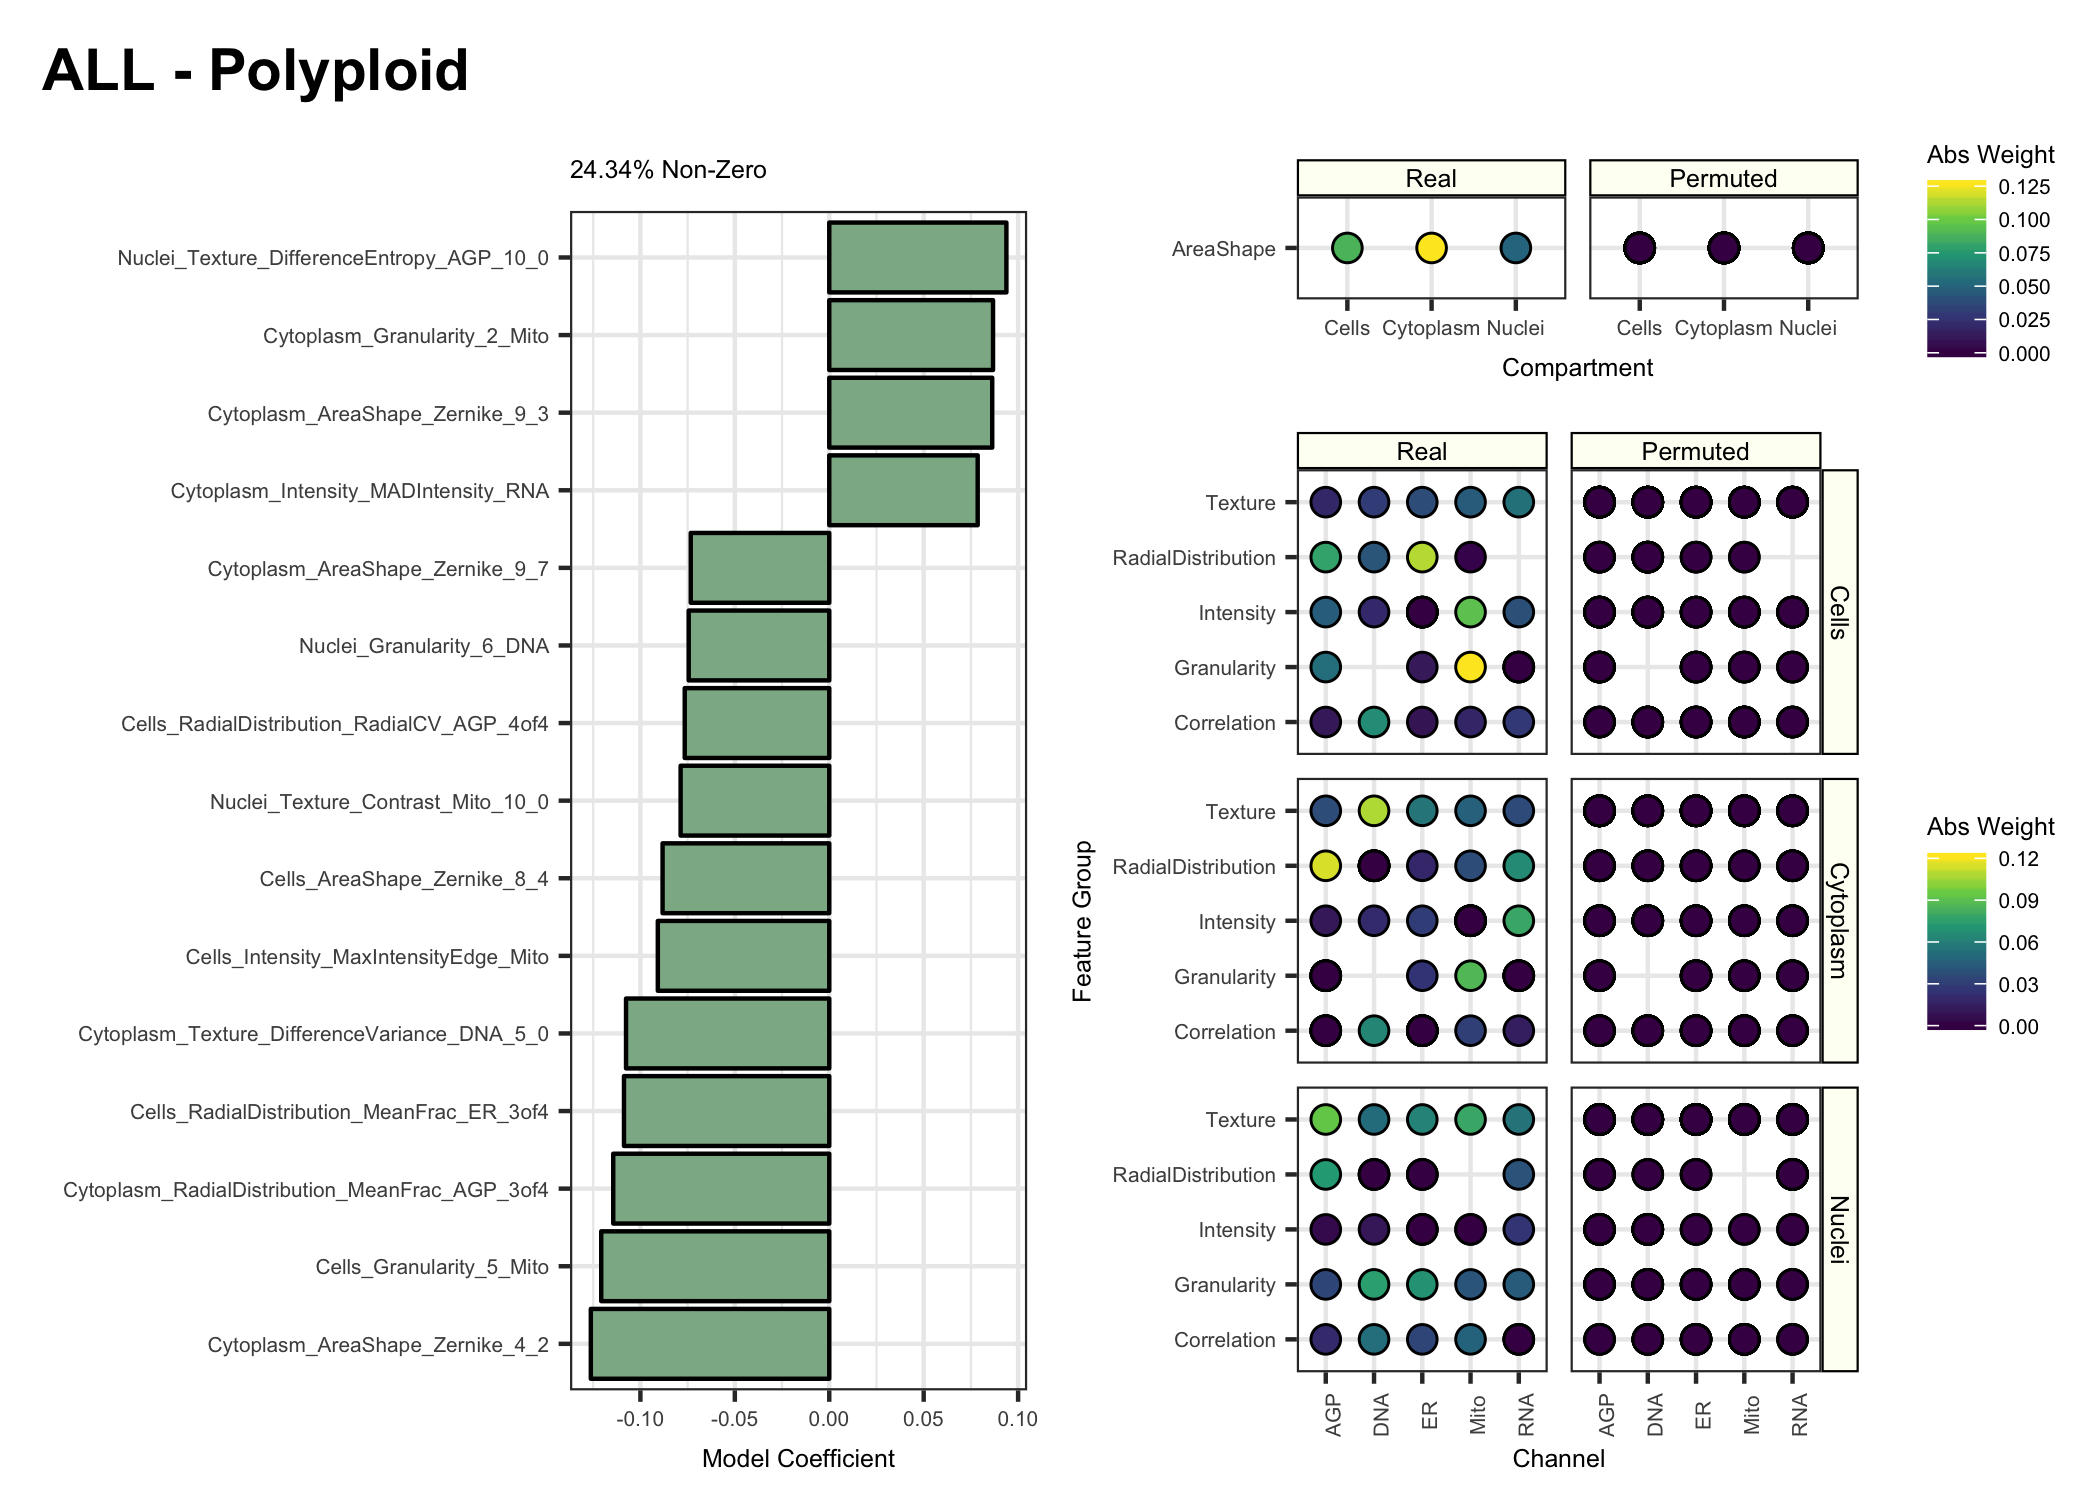 ALL - Polyploid
24.34% Non-Zero
Nuclei_Texture_DifferenceEntropy_AGP_10_0
Cytoplasm_Granularity_2_Mito
Cytoplasm_AreaShape_Zernike_9_3
Cytoplasm_Intensity_MADIntensity_RNA
Cytoplasm_AreaShape_Zernike_9_7
Nuclei_Granularity_6_DNA
Cells_RadialDistribution_RadialCV_AGP_4of4
Nuclei_Texture_Contrast_Mito_10_0
Cells_AreaShape_Zernike_8_4
Cells_Intensity_MaxIntensityEdge_Mito
Cytoplasm_Texture_DifferenceVariance_DNA_5_0
Cells_RadialDistribution_MeanFrac_ER_3of4
Cytoplasm_RadialDistribution_MeanFrac_AGP_3of4
Cells_Granularity_5_Mito
Cytoplasm_AreaShape_Zernike_4_2
-0.10 -0.05 0.00 0.05 0.10
Model Coefficient
Real Permuted
AreaShape
Cells Cytoplasm Nuclei Cells Cytoplasm Nuclei
Compartment
Abs Weight
0.125
0.100
0.075
0.050
0.025
0.000
Real Permuted
Feature Group
Texture
RadialDistribution
Intensity
Granularity
Correlation
Cells
Texture
RadialDistribution
Intensity
Granularity
Correlation
Cytoplasm
Texture
RadialDistribution
Intensity
Granularity
Correlation
Nuclei
AGP DNA ER Mito RNA AGP DNA ER Mito RNA
Channel
Abs Weight
0.12
0.09
0.06
0.03
0.00